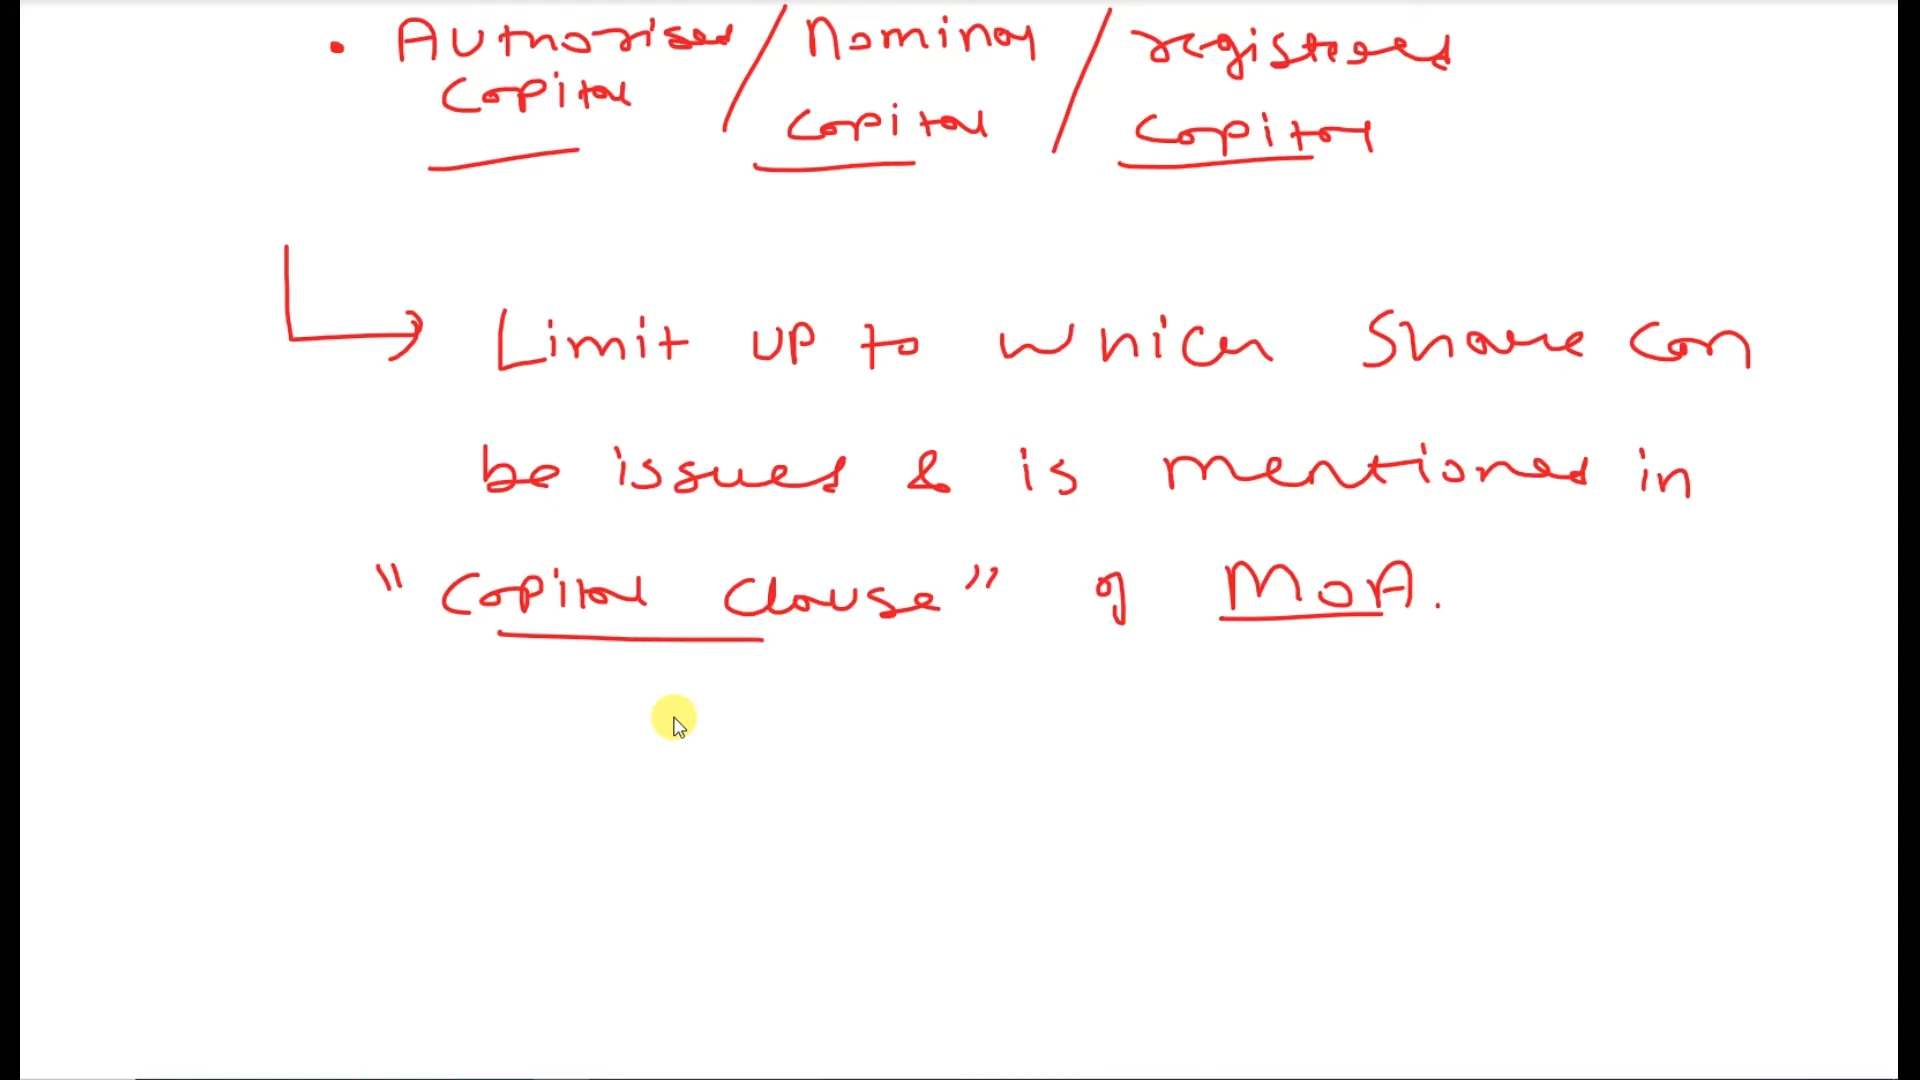 • Authorised / Nominal / registered
Capital Capital Capital
Limit up to which Share can
be issued & is mentioned in
"Capital Clause" of MOA.